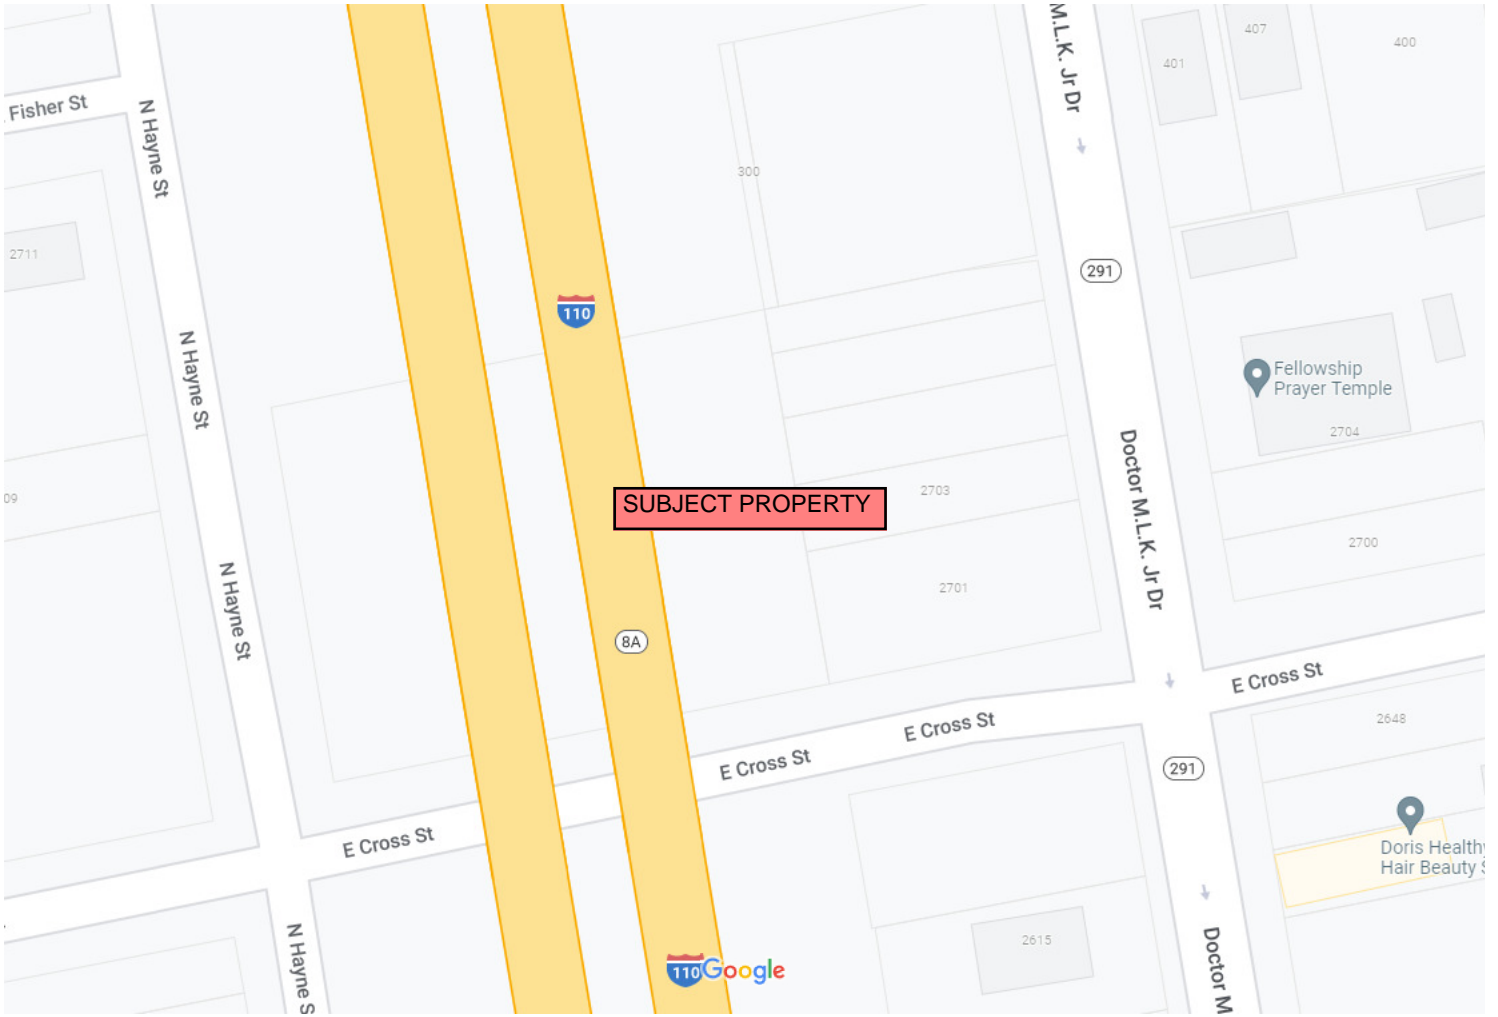 M.L.K. Jr Dr
401
407
400
Fisher St
N Hayne St
300
2711
291
110
N Hayne St
Fellowship
Prayer Temple
2704
Doctor M.L.K. Jr Dr
09
SUBJECT PROPERTY
2703
2700
2701
N Hayne St
8A
E Cross St
E Cross St
2648
E Cross St
291
E Cross St
Doris Healthy
Hair Beauty
N Hayne S
2615
Doctor M
110
Google